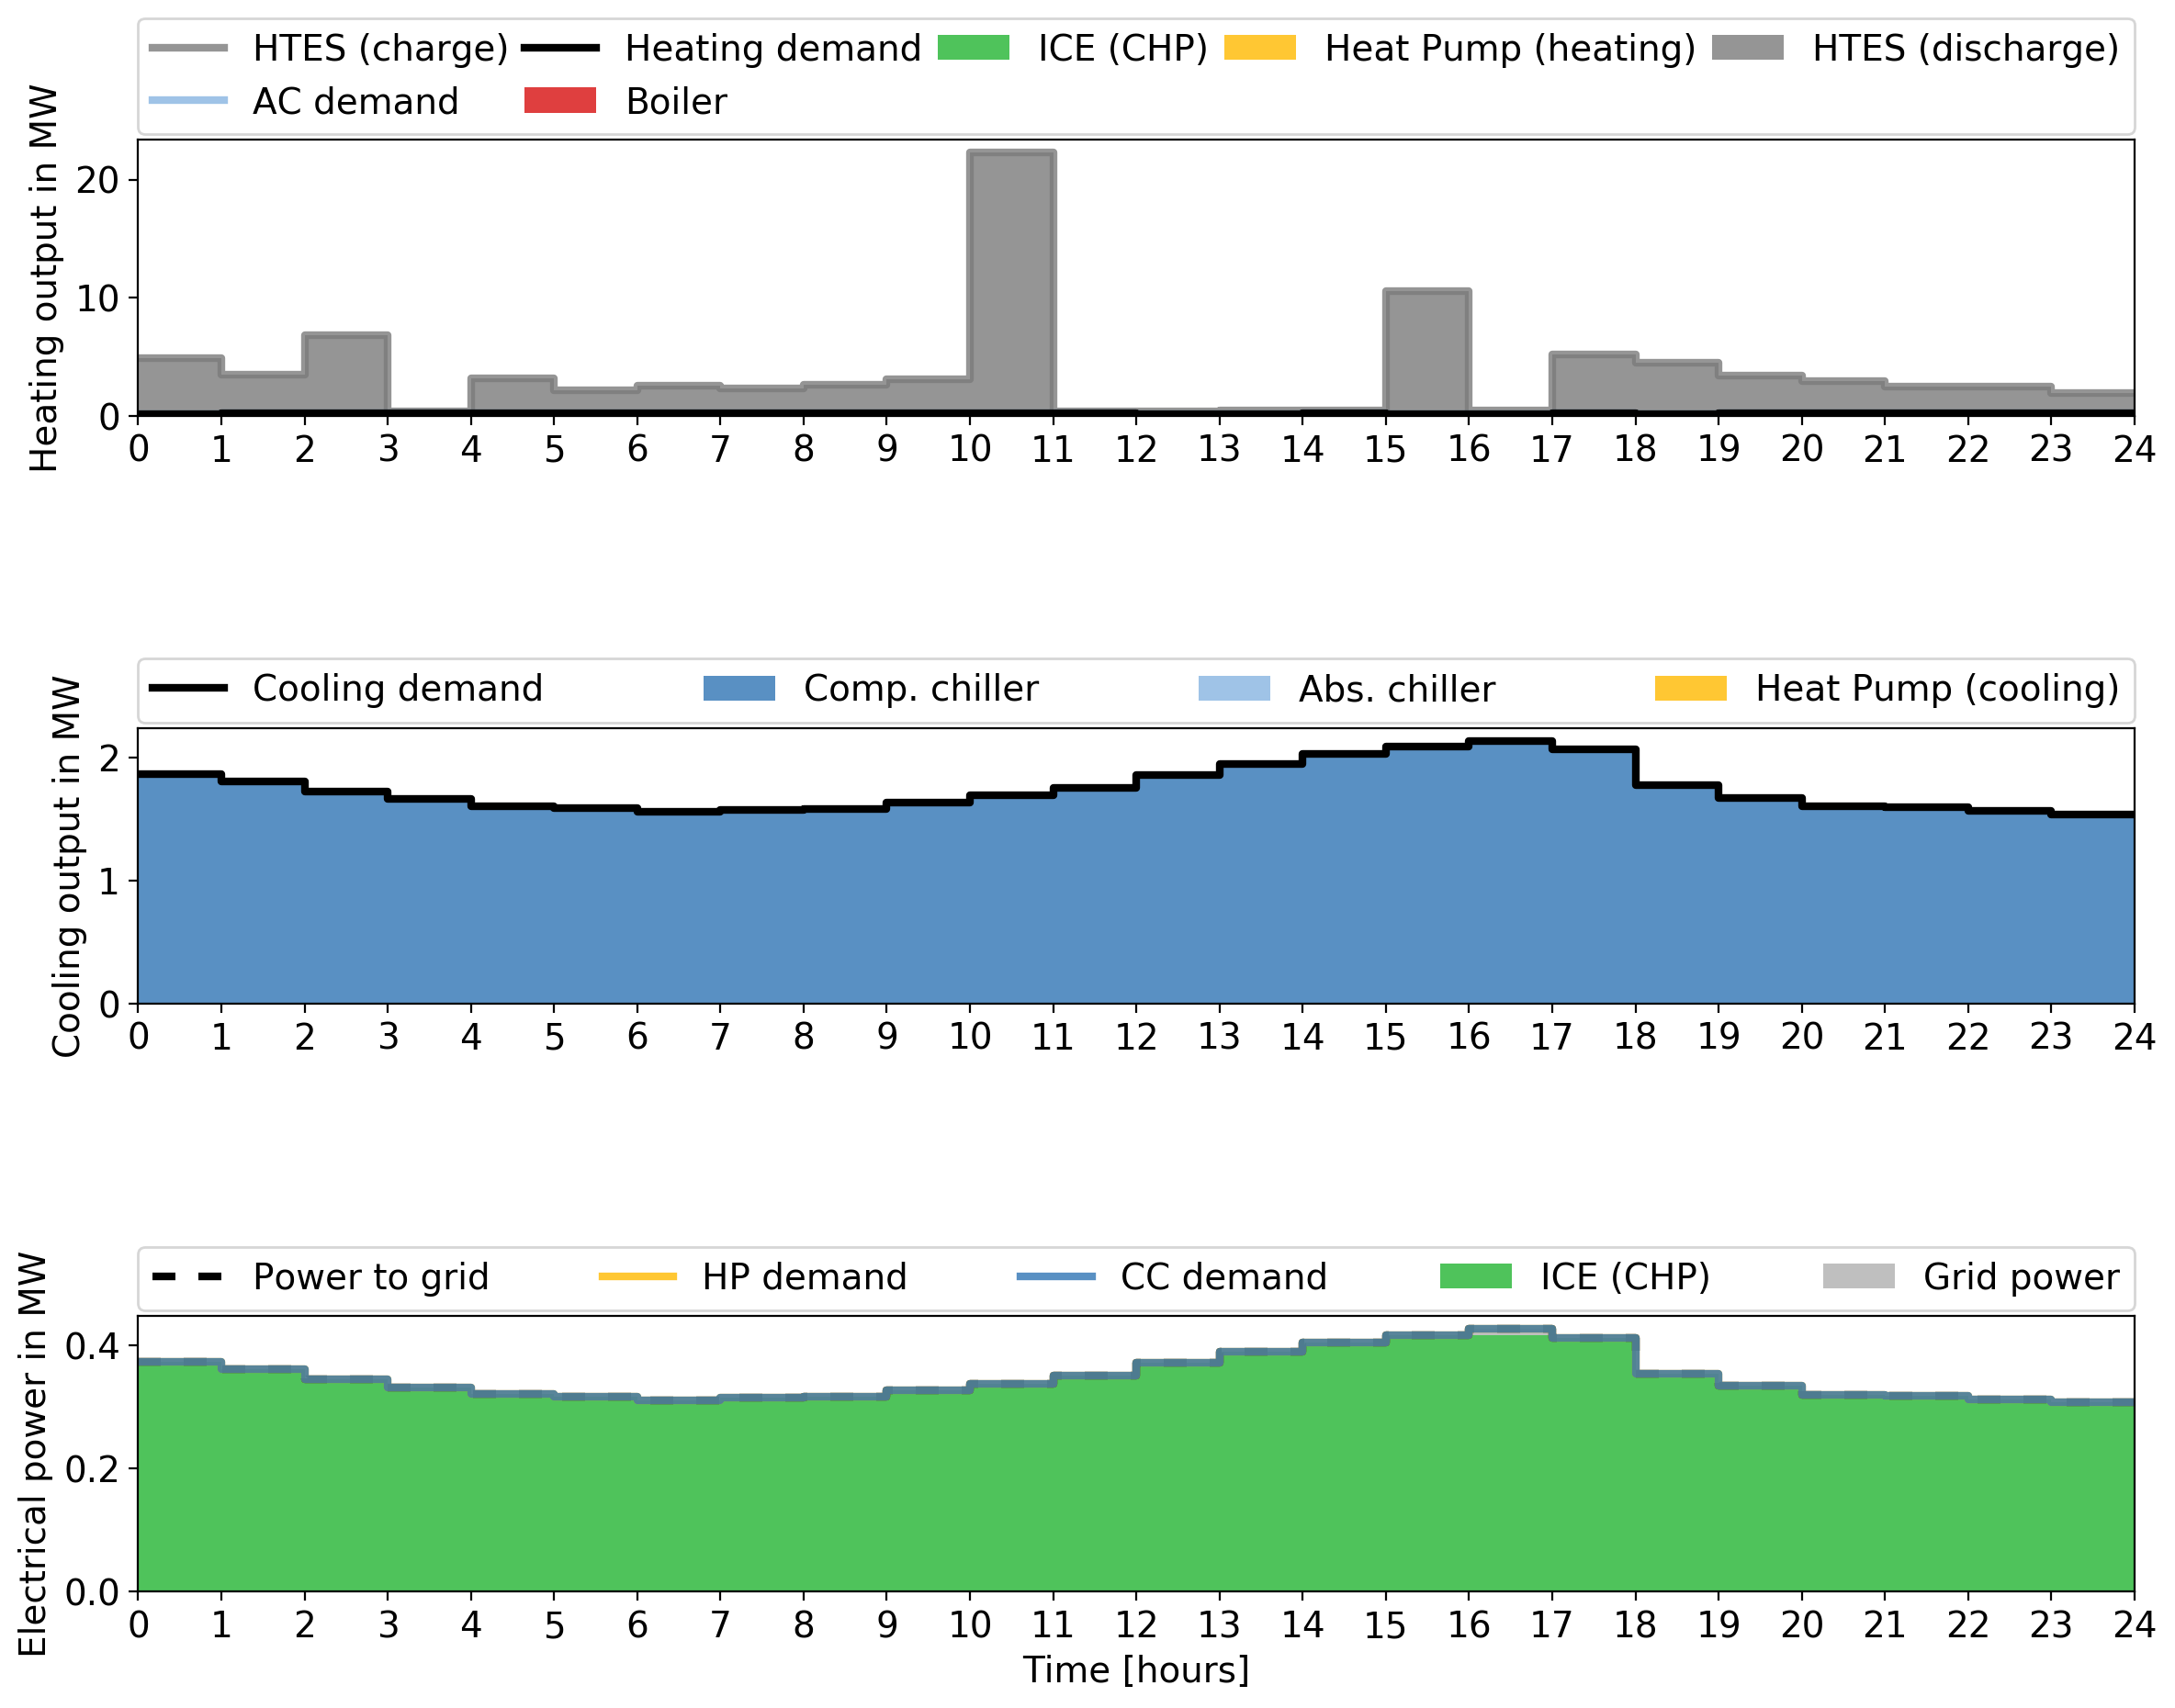 HTES (charge) Heating demand ICE (CHP) Heat Pump (heating) HTES (discharge)
AC demand Boiler
Heating output in MW
20
10
0
0 1 2 3 4 5 6 7 8 9 10 11 12 13 14 15 16 17 18 19 20 21 22 23 24
Cooling demand Comp. chiller Abs. chiller Heat Pump (cooling)
Cooling output in MW
2
1
0
0 1 2 3 4 5 6 7 8 9 10 11 12 13 14 15 16 17 18 19 20 21 22 23 24
Power to grid HP demand CC demand ICE (CHP) Grid power
Electrical power in MW
0.4
0.2
0.0
0 1 2 3 4 5 6 7 8 9 10 11 12 13 14 15 16 17 18 19 20 21 22 23 24
Time [hours]